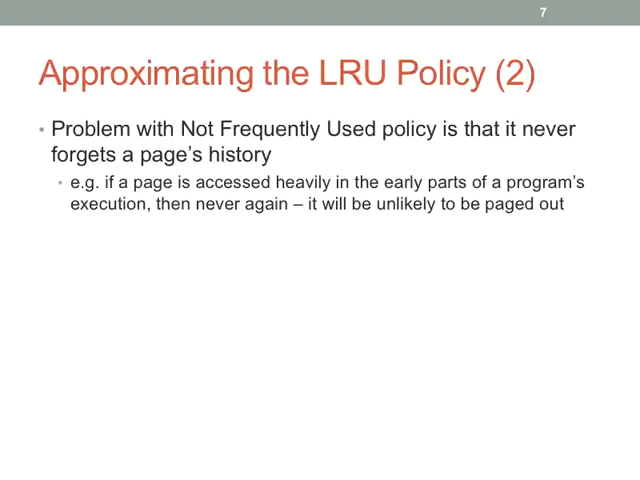 7
Approximating the LRU Policy (2)
• Problem with Not Frequently Used policy is that it never
forgets a page's history
• e.g. if a page is accessed heavily in the early parts of a program's
execution, then never again – it will be unlikely to be paged out